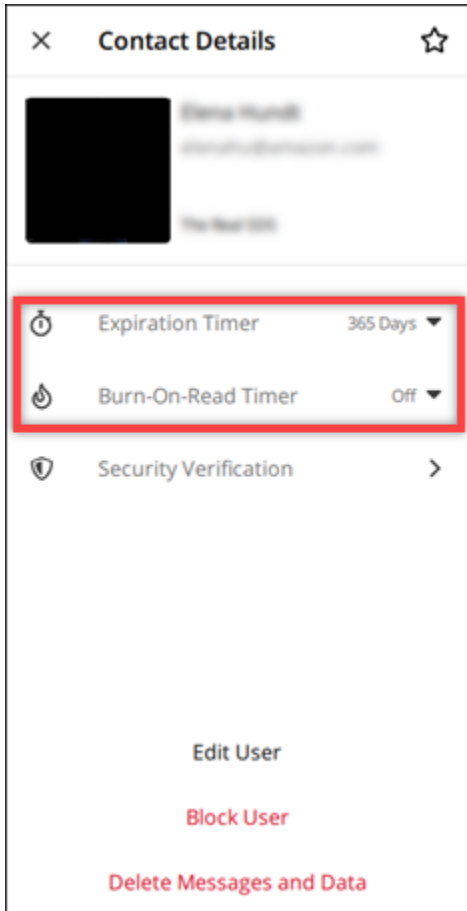 Contact Details
Expiration Timer 365 Days
Burn-On-Read Timer Off
Security Verification
Edit User
Block User
Delete Messages and Data